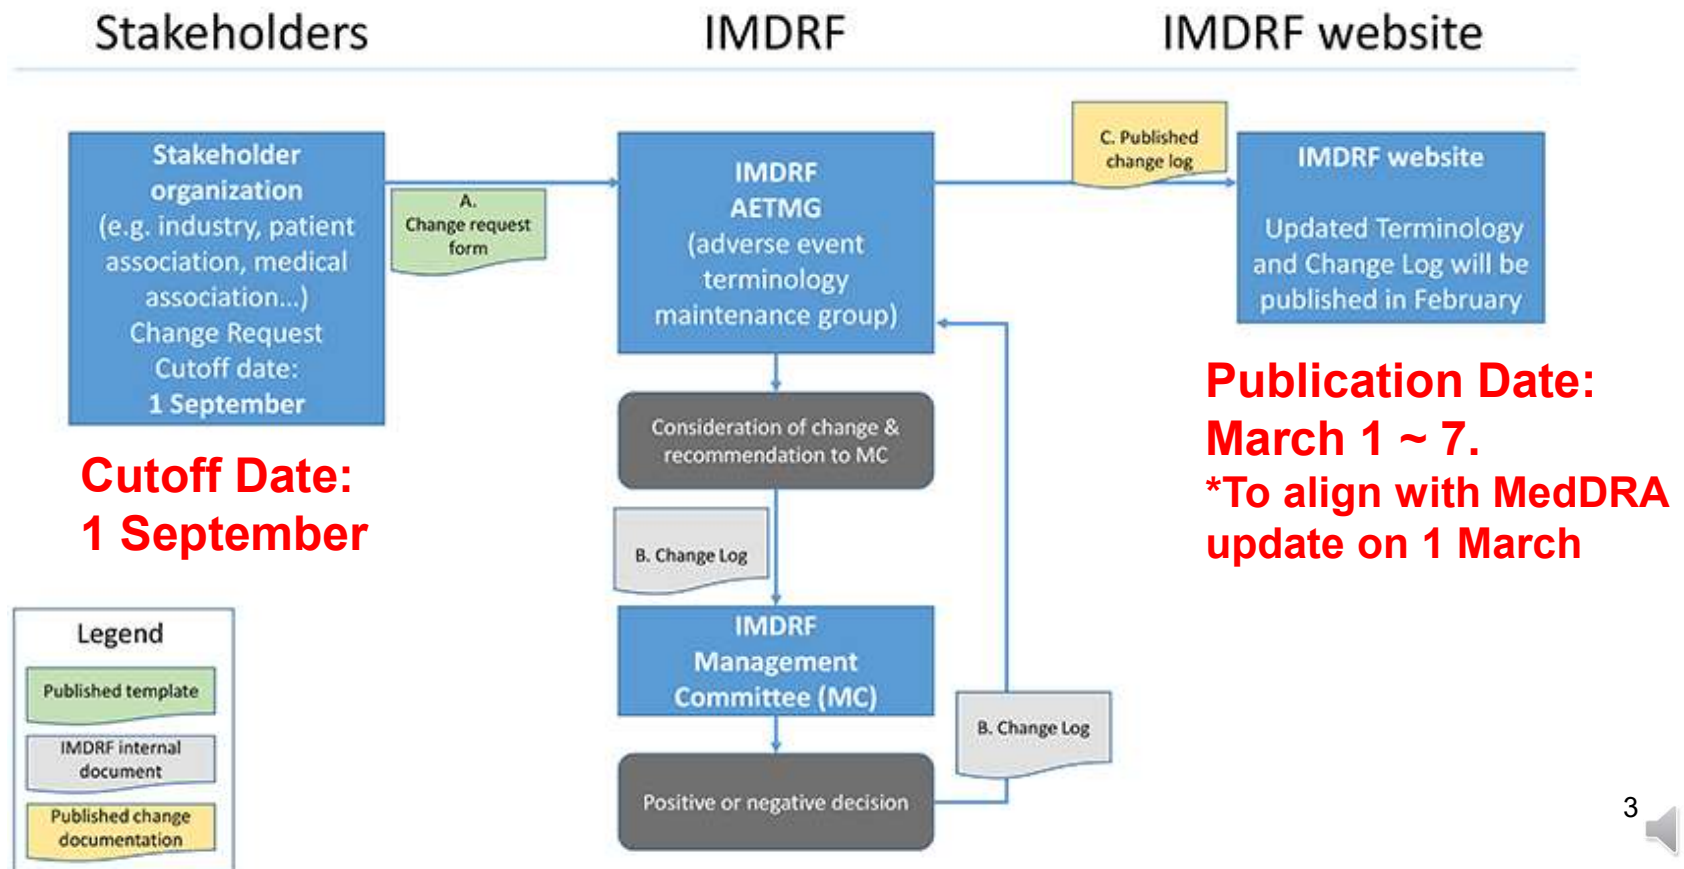 Stakeholders
IMDRF
IMDRF website
Stakeholder
organization
(e.g. industry, patient
association, medical
association...)
Change Request
Cutoff date:
1 September
A.
Change request
form
IMDRF
AETMG
(adverse event
terminology
maintenance group)
C. Published
change log
IMDRF website
Updated Terminology
and Change Log will be
published in February
Cutoff Date:
1 September
Publication Date:
March 1 ~ 7.
*To align with MedDRA
update on 1 March
Consideration of change &
recommendation to MC
B. Change Log
IMDRF
Management
Committee (MC)
B. Change Log
Positive or negative decision
Legend
Published template
IMDRF internal
document
Published change
documentation
3